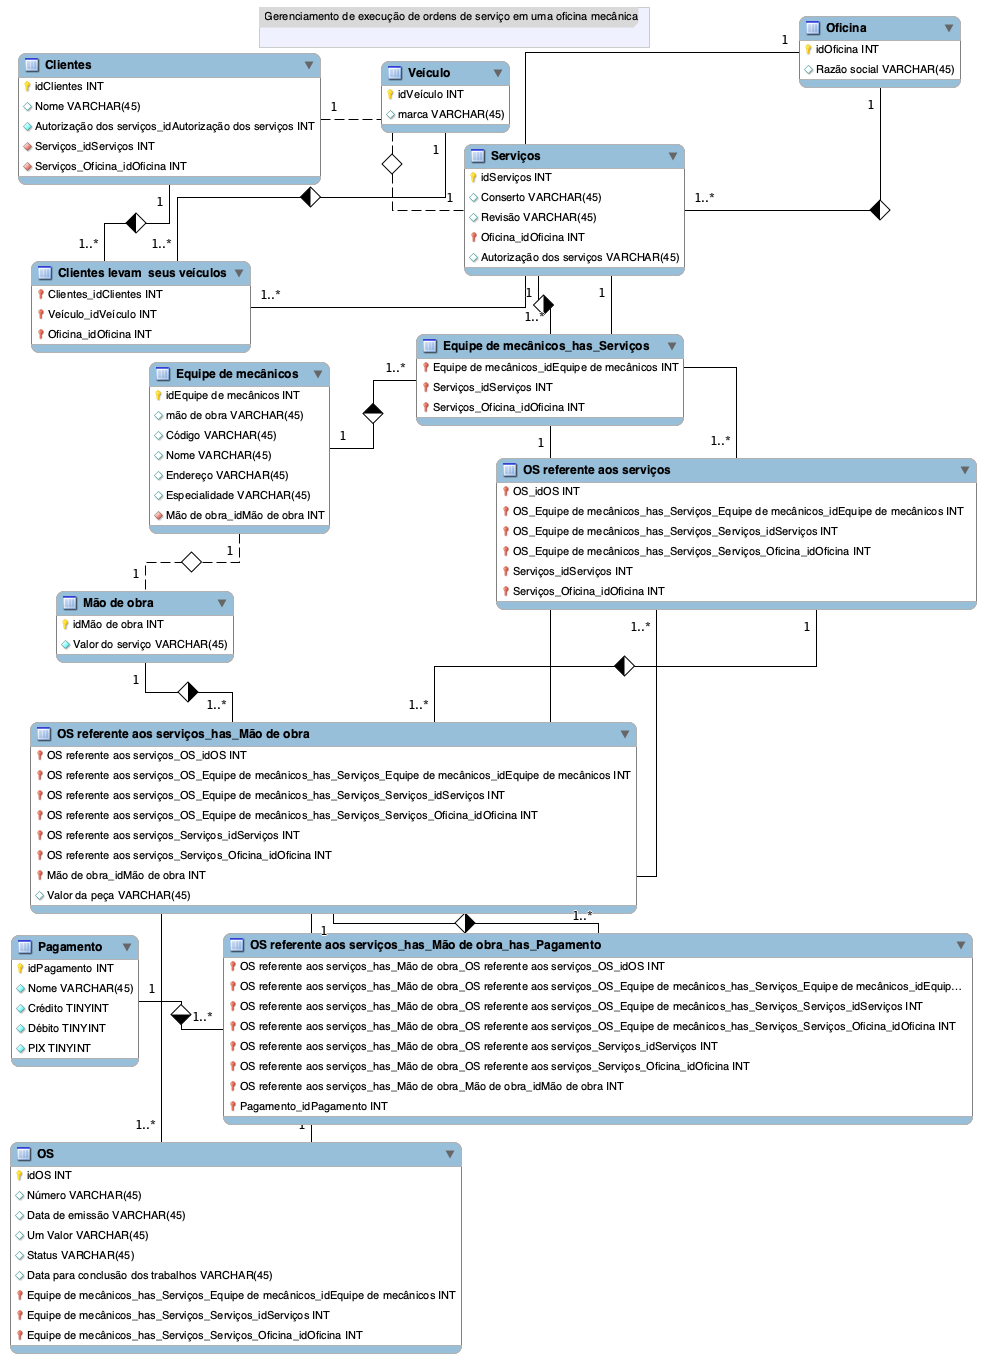 Gerenciamento de execução de ordens de serviço em uma oficina mecânica
Oficina
idOficina INT
Razão social VARCHAR(45)
1
1
Clientes
idClientes INT
Nome VARCHAR(45)
Autorização dos serviços_idAutorização dos serviços INT
Serviços_idServiços INT
Serviços_Oficina_idOficina INT
1
Veículo
idVeículo INT
marca VARCHAR(45)
1
1
Serviços
idServiços INT
Conserto VARCHAR(45)
Revisão VARCHAR(45)
Oficina_idOficina INT
Autorização dos serviços VARCHAR(45)
1..*
1
1..*
1..*
Clientes levam  seus veículos
Clientes_idClientes INT
Veículo_idVeículo INT
Oficina_idOficina INT
1..*
1
1..*
1
Equipe de mecânicos_has_Serviços
Equipe de mecânicos_idEquipe de mecânicos INT
Serviços_idServiços INT
Serviços_Oficina_idOficina INT
1..*
1
1..*
Equipe de mecânicos
idEquipe de mecânicos INT
mão de obra VARCHAR(45)
Código VARCHAR(45)
Nome VARCHAR(45)
Endereço VARCHAR(45)
Especialidade VARCHAR(45)
Mão de obra_idMão de obra INT
1
1
1
OS referente aos serviços
OS_idOS INT
OS_Equipe de mecânicos_has_Serviços_Equipe de mecânicos_idEquipe de mecânicos INT
OS_Equipe de mecânicos_has_Serviços_Serviços_idServiços INT
OS_Equipe de mecânicos_has_Serviços_Serviços_Oficina_idOficina INT
Serviços_idServiços INT
Serviços_Oficina_idOficina INT
1..*
1
Mão de obra
idMão de obra INT
Valor do serviço VARCHAR(45)
1
1..*
1..*
OS referente aos serviços_has_Mão de obra
OS referente aos serviços_OS_idOS INT
OS referente aos serviços_OS_Equipe de mecânicos_has_Serviços_Equipe de mecânicos_idEquipe de mecânicos INT
OS referente aos serviços_OS_Equipe de mecânicos_has_Serviços_Serviços_idServiços INT
OS referente aos serviços_OS_Equipe de mecânicos_has_Serviços_Serviços_Oficina_idOficina INT
OS referente aos serviços_Serviços_idServiços INT
OS referente aos serviços_Serviços_Oficina_idOficina INT
Mão de obra_idMão de obra INT
Valor da peça VARCHAR(45)
1
1..*
Pagamento
idPagamento INT
Nome VARCHAR(45)
Crédito TINYINT
Débito TINYINT
PIX TINYINT
1
1..*
OS referente aos serviços_has_Mão de obra_has_Pagamento
OS referente aos serviços_has_Mão de obra_OS referente aos serviços_OS_idOS INT
OS referente aos serviços_has_Mão de obra_OS referente aos serviços_OS_Equipe de mecânicos_has_Serviços_Equipe de mecânicos_idEquip...
OS referente aos serviços_has_Mão de obra_OS referente aos serviços_OS_Equipe de mecânicos_has_Serviços_Serviços_idServiços INT
OS referente aos serviços_has_Mão de obra_OS referente aos serviços_OS_Equipe de mecânicos_has_Serviços_Serviços_Oficina_idOficina INT
OS referente aos serviços_has_Mão de obra_OS referente aos serviços_Serviços_idServiços INT
OS referente aos serviços_has_Mão de obra_OS referente aos serviços_Serviços_Oficina_idOficina INT
OS referente aos serviços_has_Mão de obra_Mão de obra_idMão de obra INT
Pagamento_idPagamento INT
1..*
1
OS
idOS INT
Número VARCHAR(45)
Data de emissão VARCHAR(45)
Um Valor VARCHAR(45)
Status VARCHAR(45)
Data para conclusão dos trabalhos VARCHAR(45)
Equipe de mecânicos_has_Serviços_Equipe de mecânicos_idEquipe de mecânicos INT
Equipe de mecânicos_has_Serviços_Serviços_idServiços INT
Equipe de mecânicos_has_Serviços_Serviços_Oficina_idOficina INT